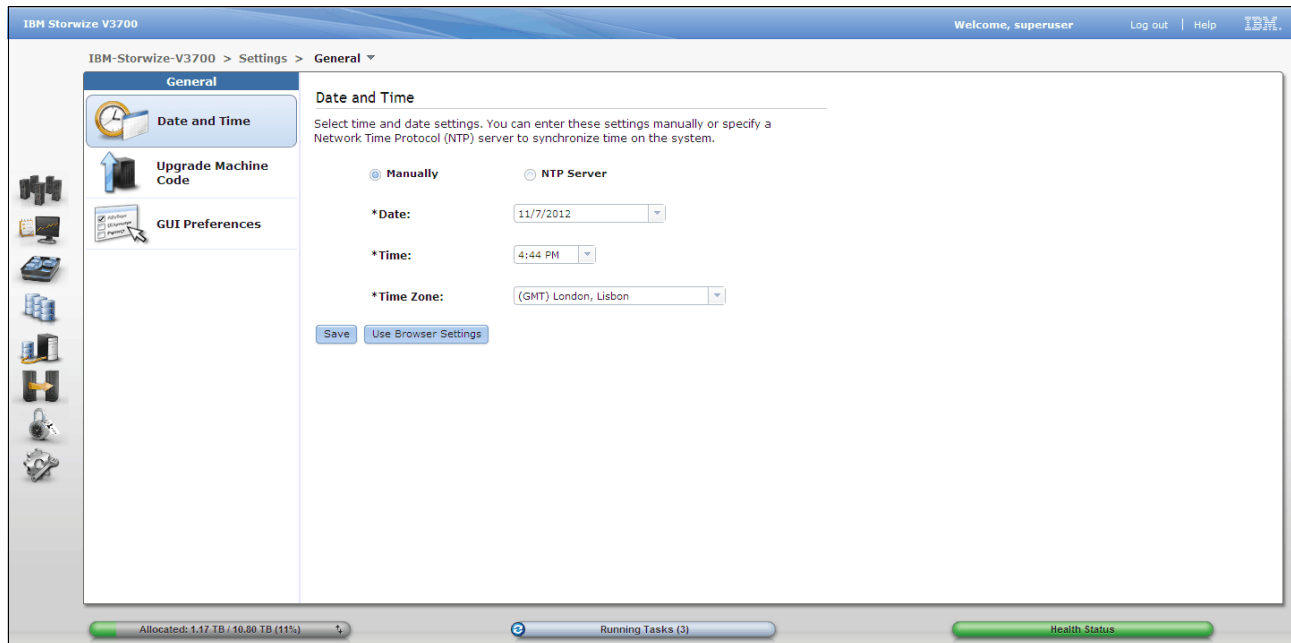 IBM Storwize V3700
Welcome, superuser
Log out | Help
IBM.
IBM-Storwize-V3700 > Settings > General
General
Date and Time
Upgrade Machine
Code
GUI Preferences
Date and Time
Select time and date settings. You can enter these settings manually or specify a
Network Time Protocol (NTP) server to synchronize time on the system.
Manually
NTP Server
*Date:
11/7/2012
*Time:
4:44 PM
*Time Zone:
(GMT) London, Lisbon
Save
Use Browser Settings
Allocated: 1.17 TB / 10.80 TB (11%)
Running Tasks (3)
Health Status